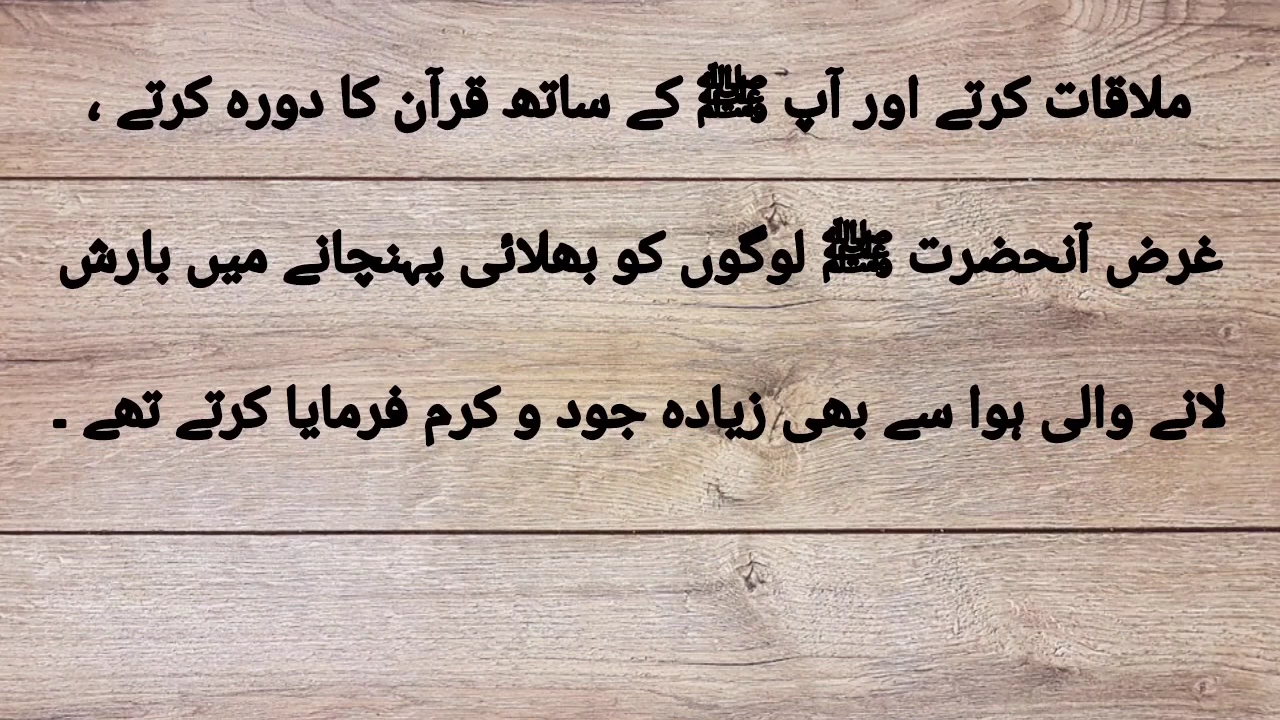 ملاقات کرتے اور آپ ﷺ کے ساتھ قرآن کا دورہ کرتے ،
غرض آنحضرت ﷺ لوگوں کو بھلائی پہنچانے میں بارش
لانے والی ہوا سے بھی زیادہ جود و کرم فرمایا کرتے تھے ۔